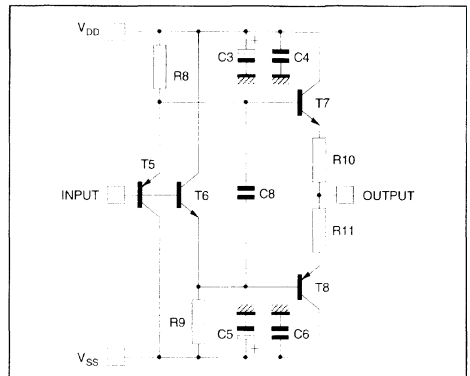 VDD
C3 + C4
R8
T7
T5
R10
INPUT T6 C8 OUTPUT
R11
T8
R9 C5 + C6
VSS